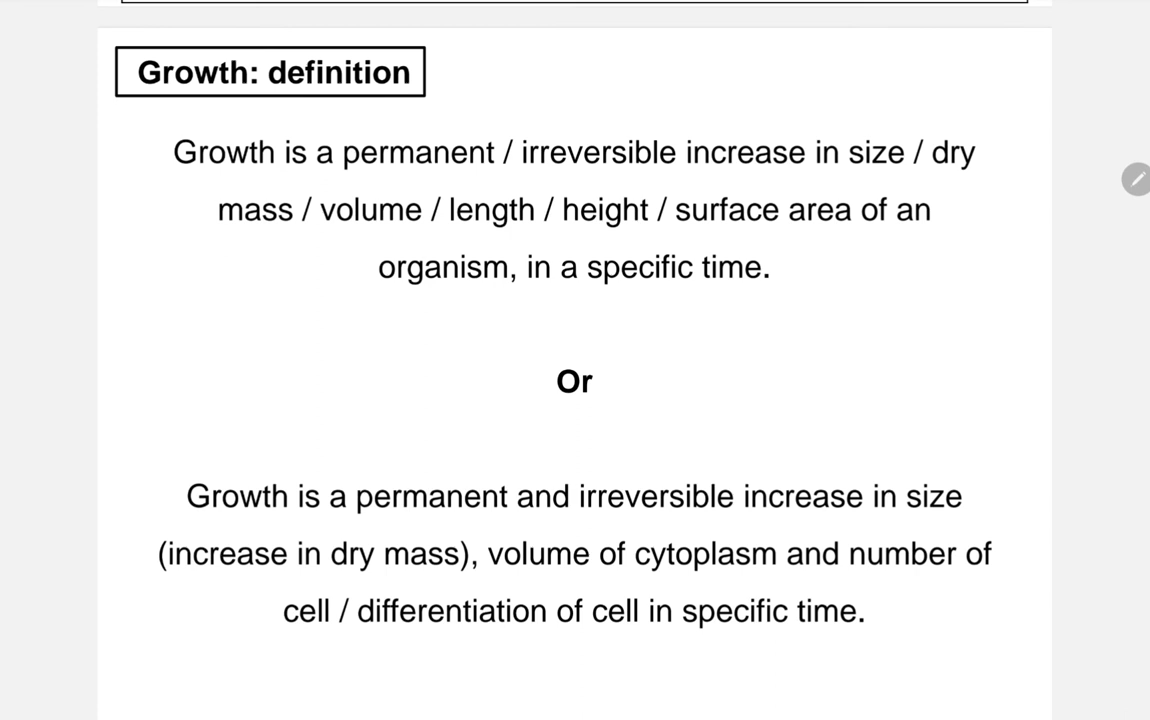 Growth: definition
Growth is a permanent / irreversible increase in size / dry
mass / volume / length / height / surface area of an
organism, in a specific time.
Or
Growth is a permanent and irreversible increase in size
(increase in dry mass), volume of cytoplasm and number of
cell / differentiation of cell in specific time.